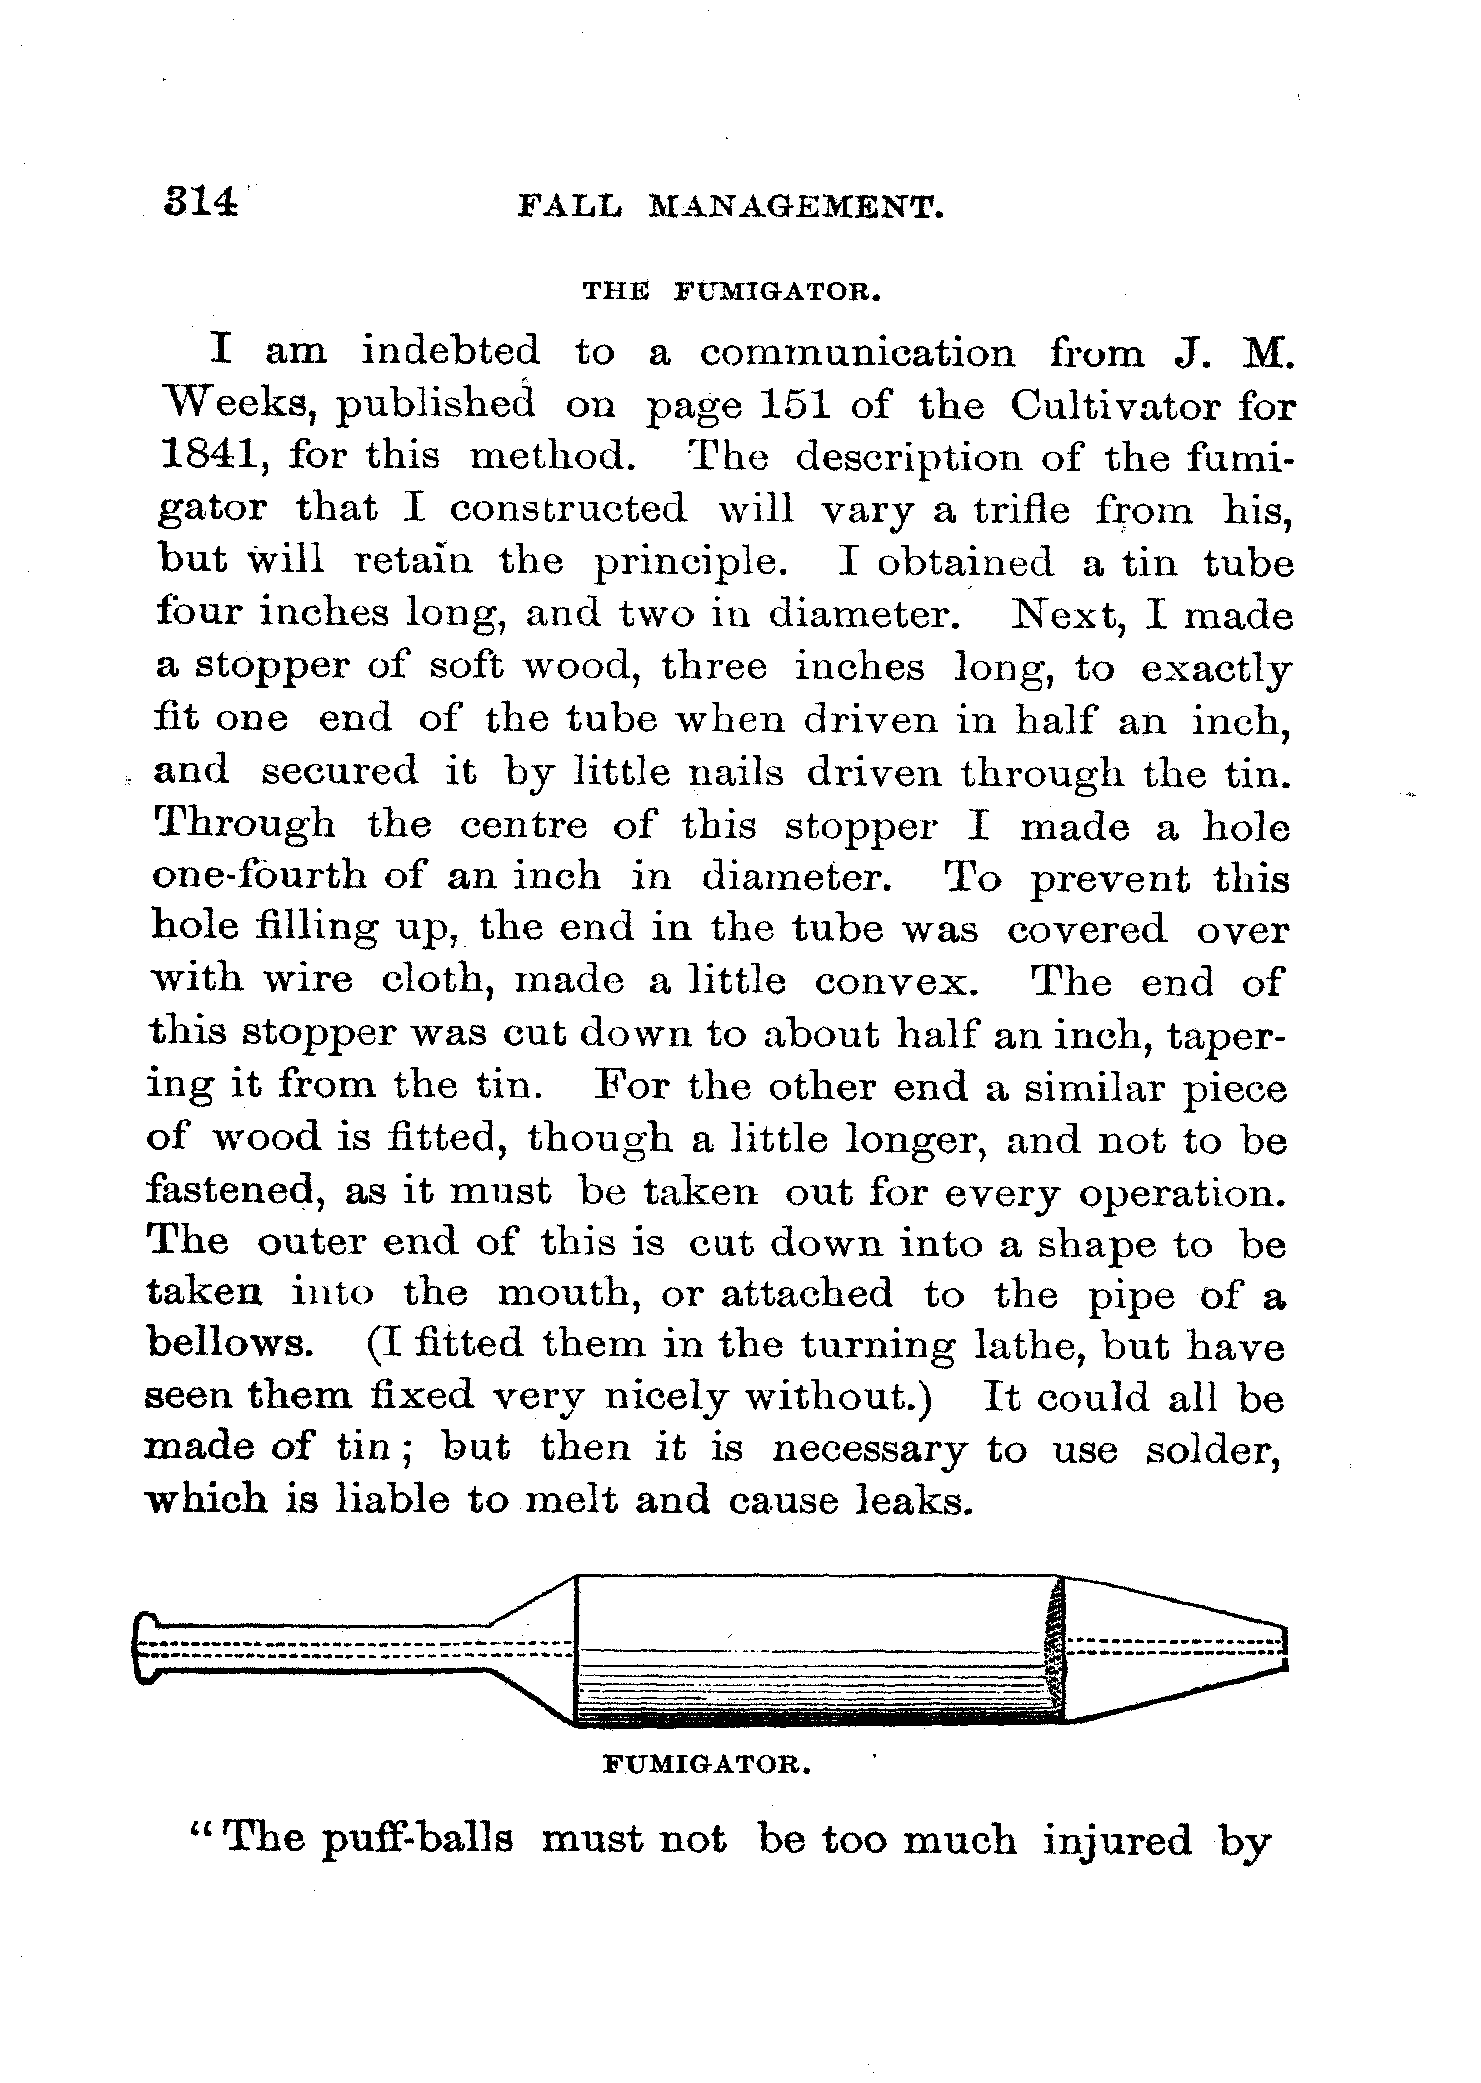 314 FALL MANAGEMENT.
THE FUMIGATOR.
I am indebted to a communication from J. M.
Weeks, published on page 151 of the Cultivator for
1841, for this method. The description of the fumi-
gator that I constructed will vary a trifle from his,
but will retain the principle. I obtained a tin tube
four inches long, and two in diameter. Next, I made
a stopper of soft wood, three inches long, to exactly
fit one end of the tube when driven in half an inch,
and secured it by little nails driven through the tin.
Through the centre of this stopper I made a hole
one-fourth of an inch in diameter. To prevent this
hole filling up, the end in the tube was covered over
with wire cloth, made a little convex. The end of
this stopper was cut down to about half an inch, taper-
ing it from the tin. For the other end a similar piece
of wood is fitted, though a little longer, and not to be
fastened, as it must be taken out for every operation.
The outer end of this is cut down into a shape to be
taken into the mouth, or attached to the pipe of a
bellows. (I fitted them in the turning lathe, but have
seen them fixed very nicely without.) It could all be
made of tin; but then it is necessary to use solder,
which is liable to melt and cause leaks.
FUMIGATOR.
"The puff-balls must not be too much injured by